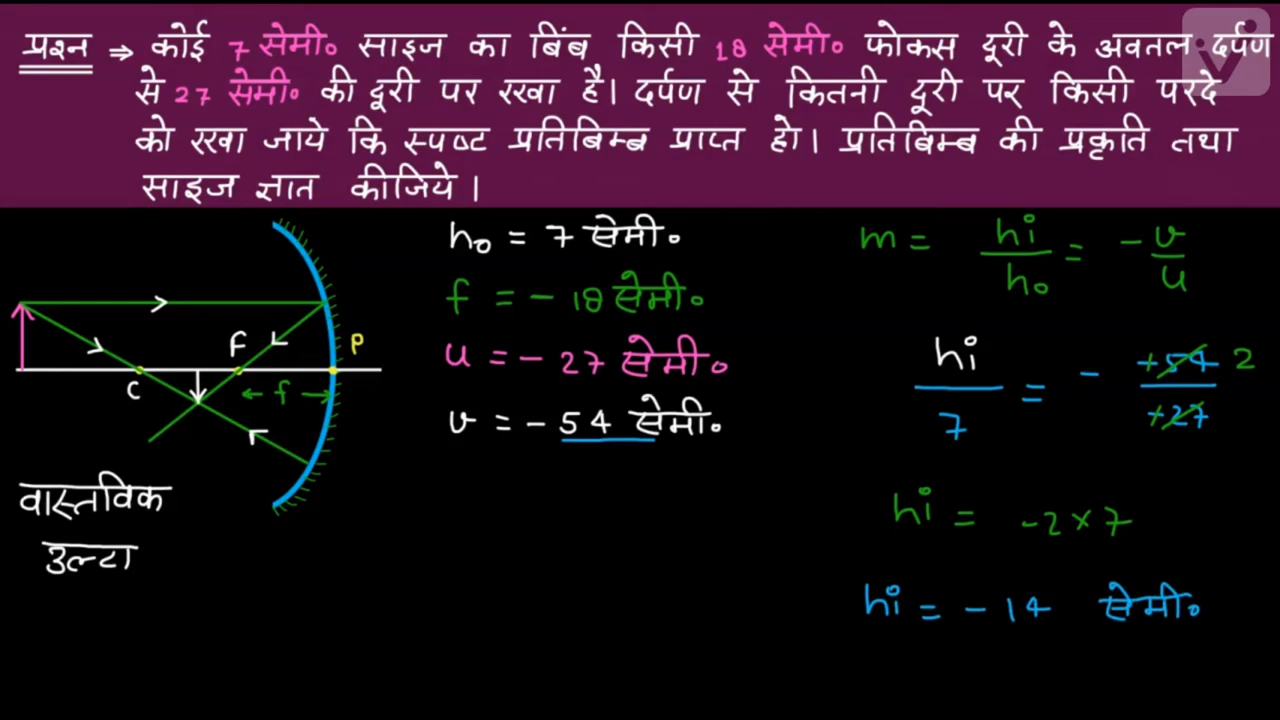 प्रश्न ⇒ कोई 7 सेमी० साइज का बिंब किसी 18 सेमी० फोकस दूरी के अवतल दर्पण
से 27 सेमी० की दूरी पर रखा है। दर्पण से कितनी दूरी पर किसी परदे
को रखा जाये कि स्पष्ट प्रतिबिम्ब प्राप्त हो। प्रतिबिम्ब की प्रकृति तथा
साइज ज्ञात कीजिये।
h₀ = 7 सेमी०
f = - 18 सेमी०
u = - 27 सेमी०
v = - 54 सेमी०
F
P
C
f
वास्तविक
उल्टा
m = hi/h₀ = - v/u
hi/7 = - +54/+27 2
hi = -2 × 7
hi = - 14 सेमी०